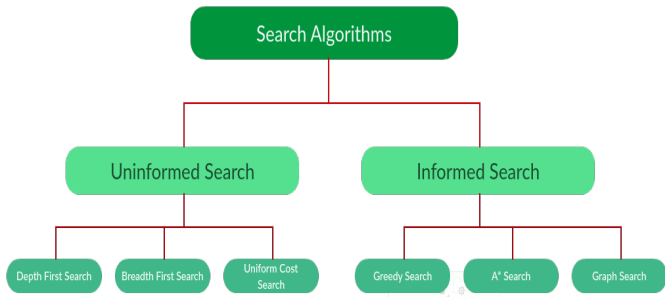 Search Algorithms
Uninformed Search
Informed Search
Depth First Search
Breadth First Search
Uniform Cost
Search
Greedy Search
A* Search
Graph Search